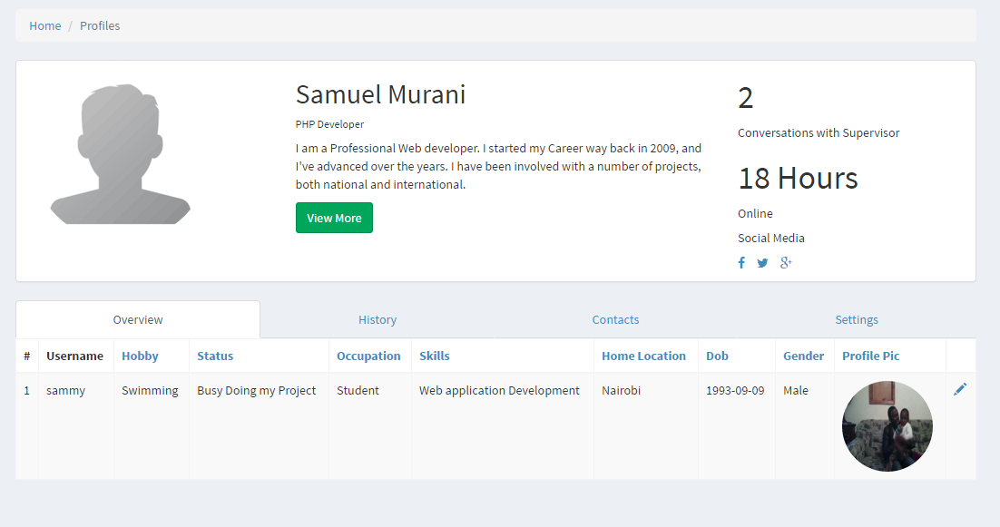 Home / Profiles
Samuel Murani
PHP Developer
I am a Professional Web developer. I started my Career way back in 2009, and
I've advanced over the years. I have been involved with a number of projects,
both national and international.
View More
2
Conversations with Supervisor
18 Hours
Online
Social Media
Overview History Contacts Settings
# Username Hobby Status Occupation Skills Home Location Dob Gender Profile Pic
1 sammy Swimming Busy Doing my Project Student Web application Development Nairobi 1993-09-09 Male